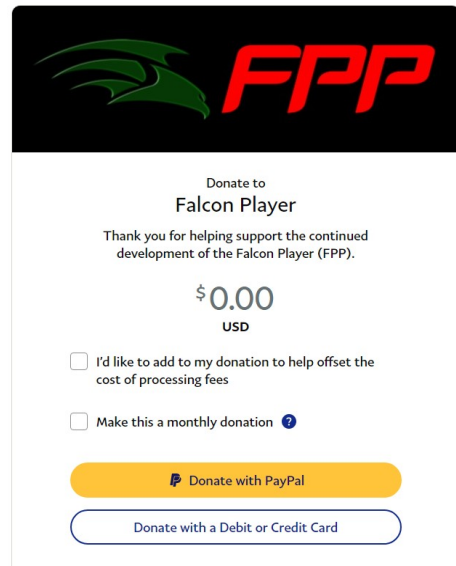 FPP
Donate to
Falcon Player
Thank you for helping support the continued
development of the Falcon Player (FPP).
$0.00
USD
I'd like to add to my donation to help offset the
cost of processing fees
Make this a monthly donation ?
Donate with PayPal
Donate with a Debit or Credit Card